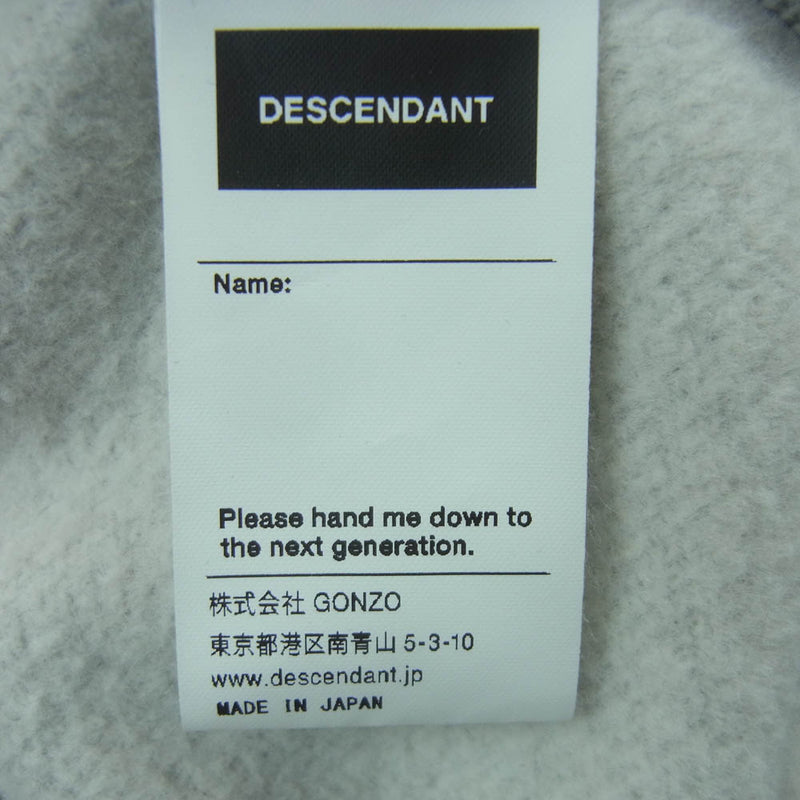 DESCENDANT
Name:
Please hand me down to
the next generation.
株式会社 GONZO
東京都港区南青山 5-3-10
www.descendant.jp
MADE IN JAPAN